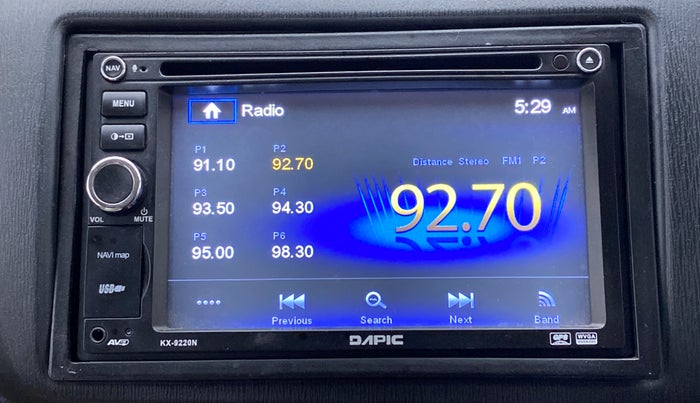 NAV
MENU
VOL
MUTE
NAVI map
USB
AV
KX-9220N
DAPIC
GPS
WVGA
Radio
5:29 AM
P1
91.10
P2
92.70
P3
93.50
P4
94.30
P5
95.00
P6
98.30
Distance Stereo FM1 P2
92.70
Previous
Search
Next
Band